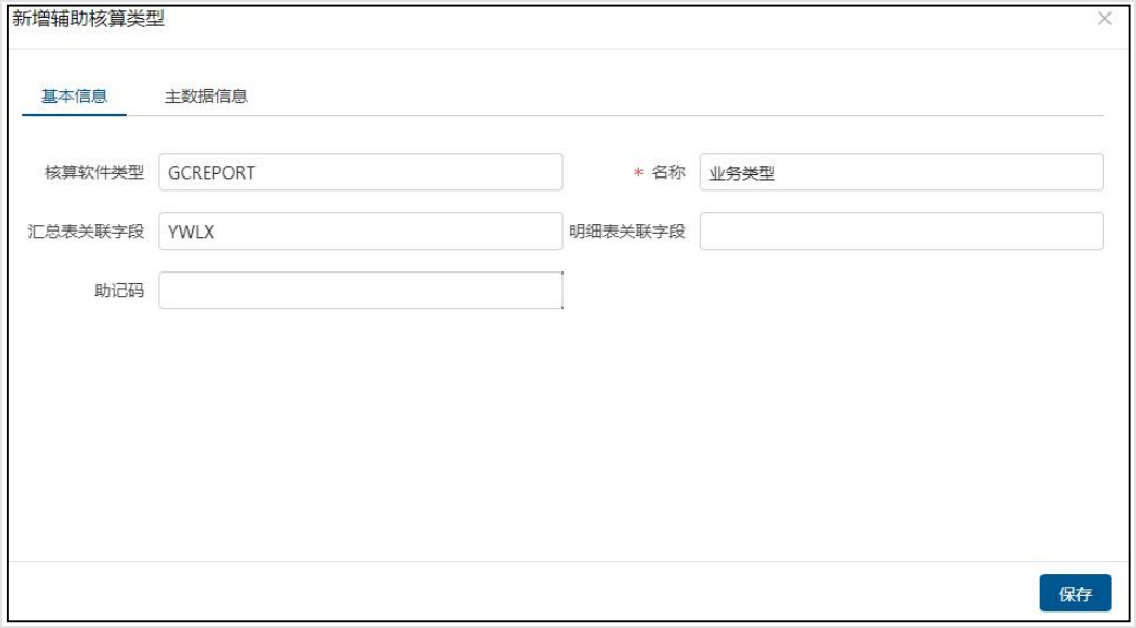 新增辅助核算类型
基本信息 主数据信息
核算软件类型 GCREPORT * 名称 业务类型
汇总表关联字段 YWLX 明细表关联字段
助记码
保存